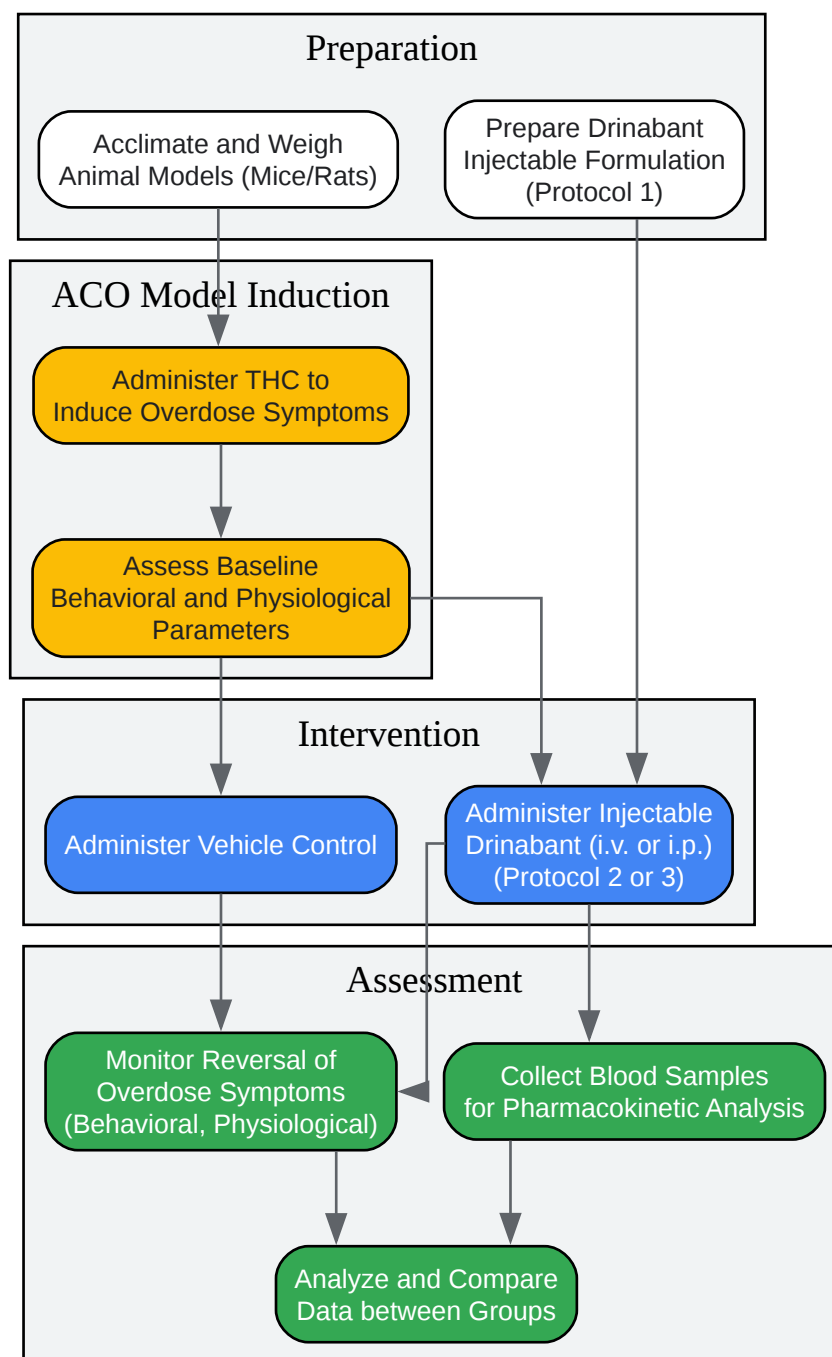 Preparation
Acclimate and Weigh
Animal Models (Mice/Rats)
Prepare Drinabant
Injectable Formulation
(Protocol 1)
ACO Model Induction
Administer THC to
Induce Overdose Symptoms
Assess Baseline
Behavioral and Physiological
Parameters
Intervention
Administer Vehicle Control
Administer Injectable
Drinabant (i.v. or i.p.)
(Protocol 2 or 3)
Assessment
Monitor Reversal of
Overdose Symptoms
(Behavioral, Physiological)
Collect Blood Samples
for Pharmacokinetic Analysis
Analyze and Compare
Data between Groups